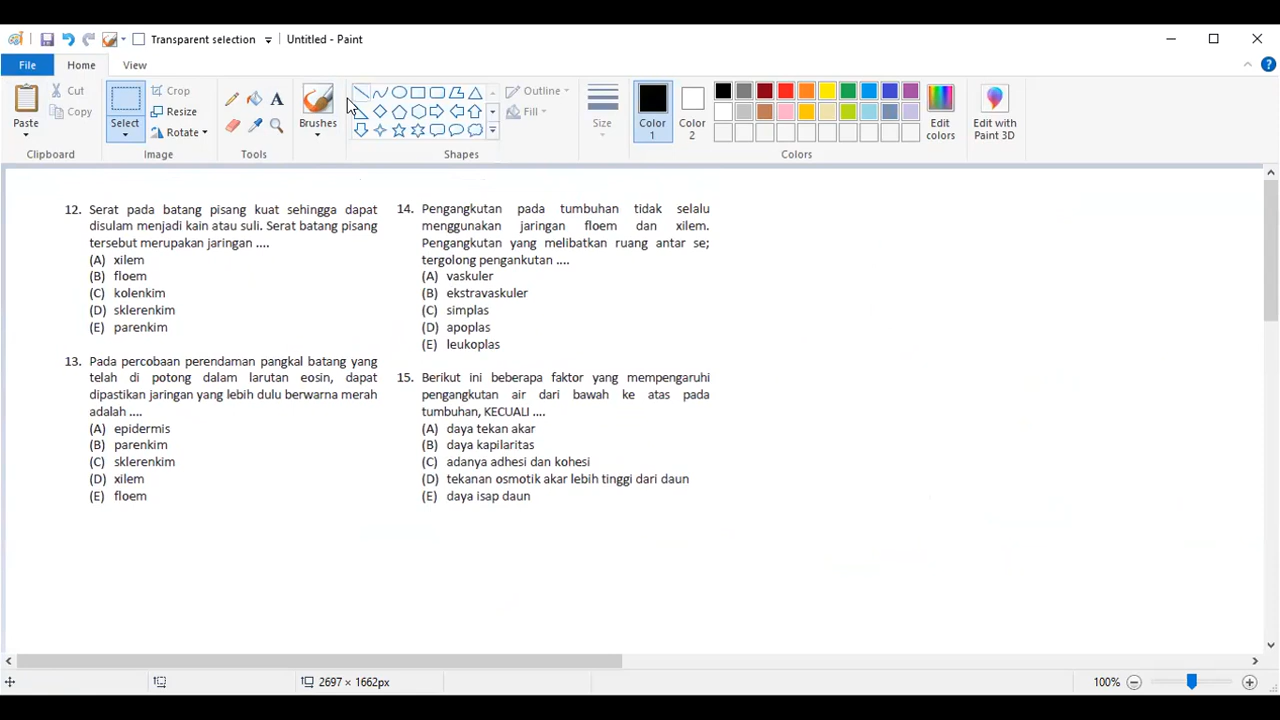 Transparent selection
Untitled - Paint
File
Home
View
Paste
Cut
Copy
Clipboard
Select
Crop
Resize
Rotate
Image
A
Tools
Brushes
Shapes
Outline
Fill
Size
Color 1
Color 2
Edit colors
Colors
Edit with Paint 3D
12. Serat pada batang pisang kuat sehingga dapat
disulam menjadi kain atau suli. Serat batang pisang
tersebut merupakan jaringan ....
(A) xilem
(B) floem
(C) kolenkim
(D) sklerenkim
(E) parenkim
13. Pada percobaan perendaman pangkal batang yang
telah di potong dalam larutan eosin, dapat
dipastikan jaringan yang lebih dulu berwarna merah
adalah ....
(A) epidermis
(B) parenkim
(C) sklerenkim
(D) xilem
(E) floem
14. Pengangkutan pada tumbuhan tidak selalu
menggunakan jaringan floem dan xilem.
Pengangkutan yang melibatkan ruang antar se;
tergolong pengankutan ....
(A) vaskuler
(B) ekstravaskuler
(C) simplas
(D) apoplas
(E) leukoplas
15. Berikut ini beberapa faktor yang mempengaruhi
pengangkutan air dari bawah ke atas pada
tumbuhan, KECUALI ....
(A) daya tekan akar
(B) daya kapilaritas
(C) adanya adhesi dan kohesi
(D) tekanan osmotik akar lebih tinggi dari daun
(E) daya isap daun
2697 × 1662px
100%